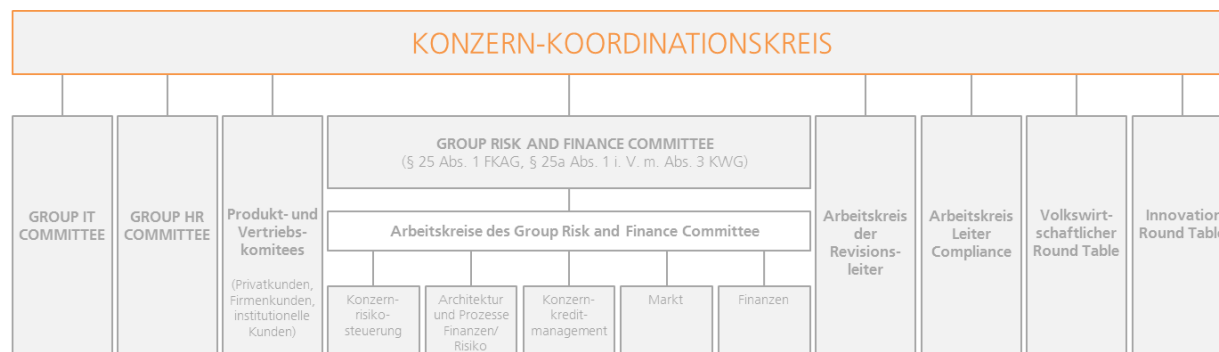 KONZERN-KOORDINATIONSKREIS
GROUP IT
COMMITTEE
GROUP HR
COMMITTEE
Produkt- und
Vertriebs-
komitees
(Privatkunden,
Firmenkunden,
institutionelle
Kunden)
GROUP RISK AND FINANCE COMMITTEE
(§ 25 Abs. 1 FKAG, § 25a Abs. 1 i. V. m. Abs. 3 KWG)
Arbeitskreise des Group Risk and Finance Committee
Konzern-
risiko-
steuerung
Architektur
und Prozesse
Finanzen/
Risiko
Konzern-
kredit-
management
Markt
Finanzen
Arbeitskreis
der
Revisions-
leiter
Arbeitskreis
Leiter
Compliance
Volkswirt-
schaftlicher
Round Table
Innovation
Round Table